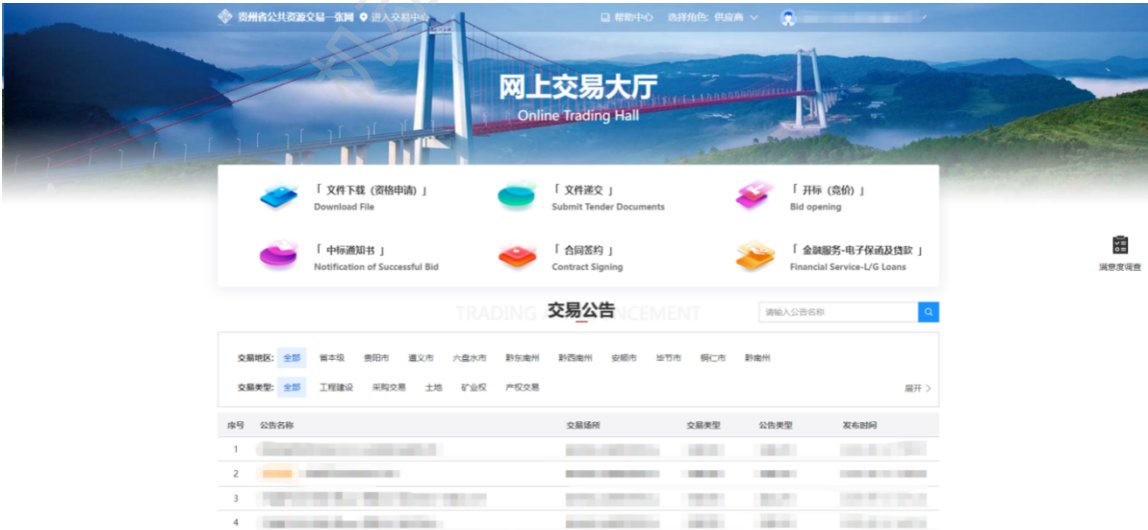 贵州省公共资源交易一张网 进入交易中心 帮助中心 选择角色: 供应商
网上交易大厅
Online Trading Hall
「 文件下载（资格申请）」 「 文件递交 」 「 开标（竞价）」
Download File Submit Tender Documents Bid opening
「 中标通知书 」 「 合同签约 」 「 金融服务-电子保函及贷款 」
Notification of Successful Bid Contract Signing Financial Service-L/G Loans
满意度调查
交易公告
请输入公告名称
交易地区: 全部 省本级 贵阳市 遵义市 六盘水市 黔东南州 黔西南州 安顺市 毕节市 铜仁市 黔南州
交易类型: 全部 工程建设 采购交易 土地 矿业权 产权交易 展开
序号 公告名称 交易场所 交易类型 公告类型 发布时间
1
2
3
4